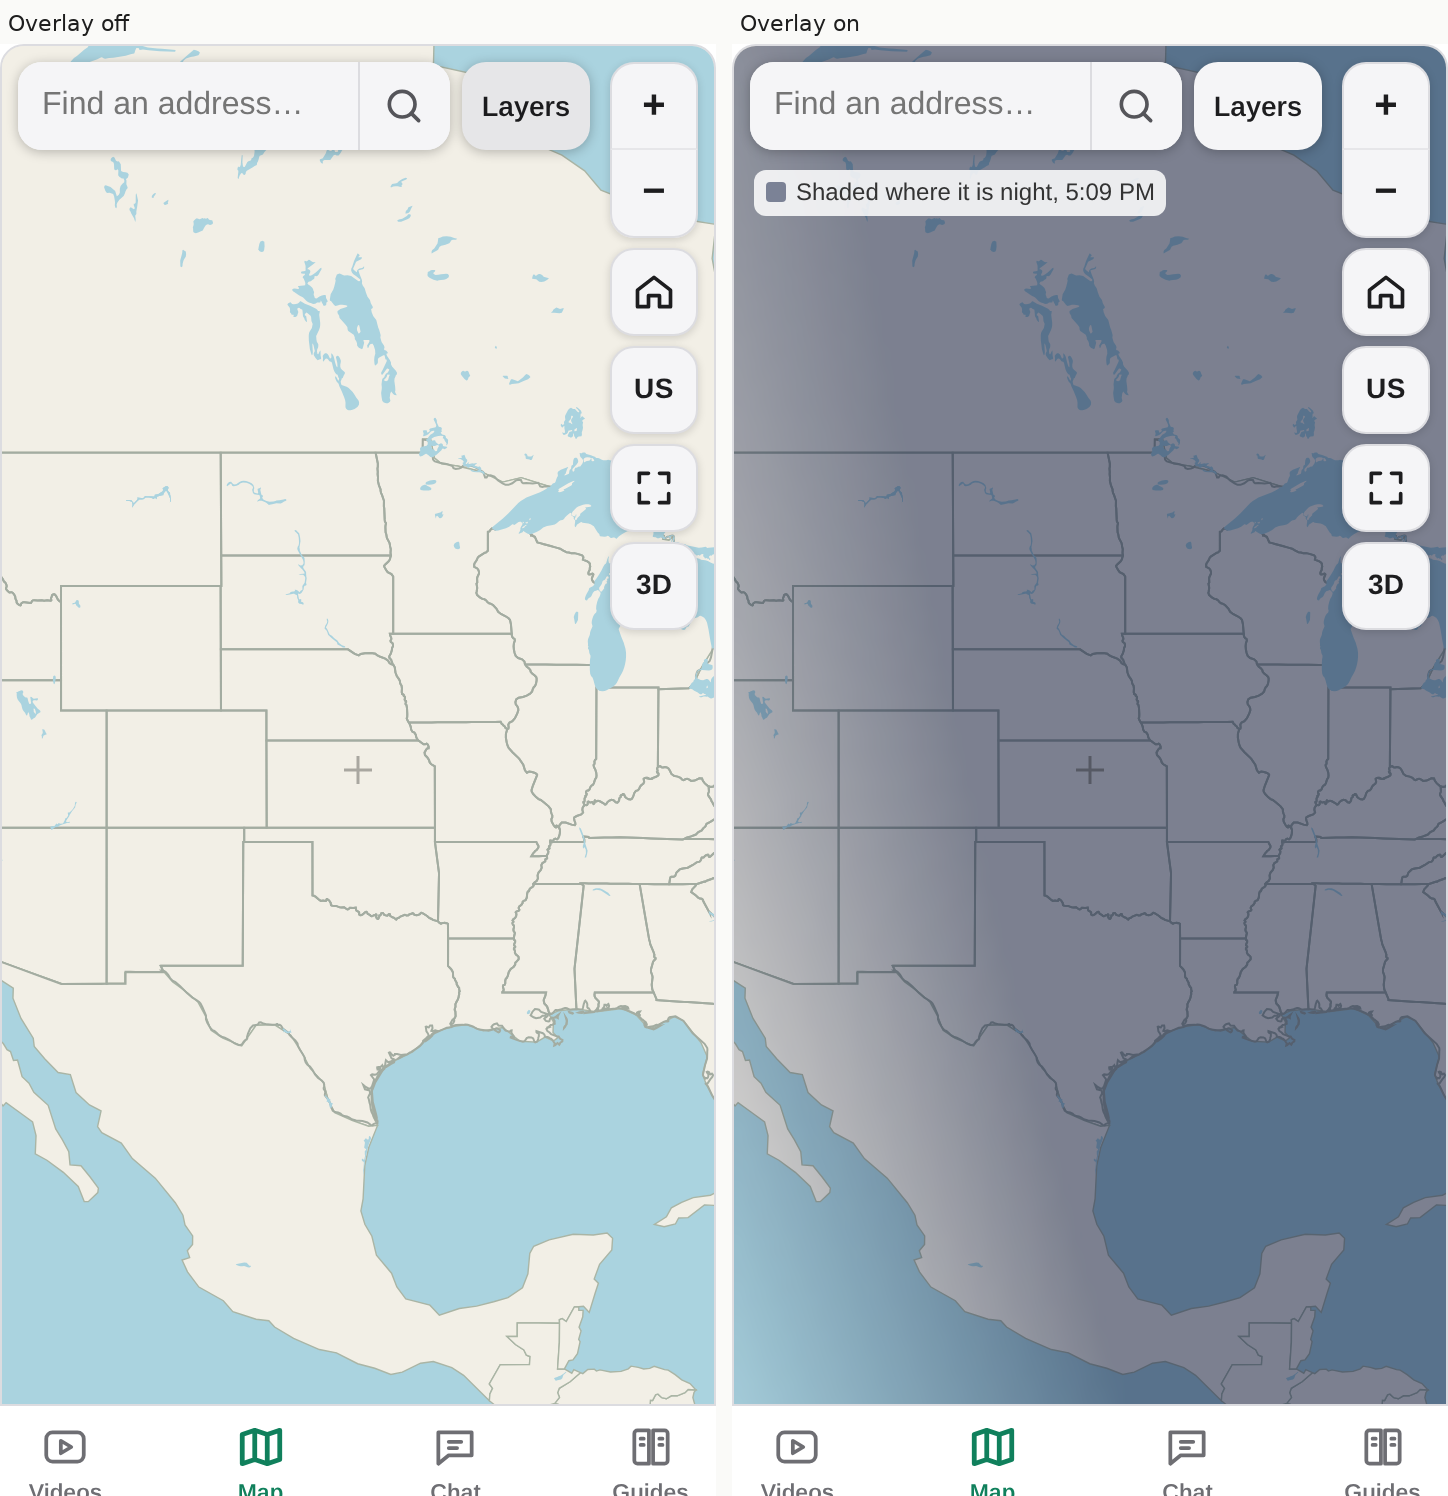 Overlay off
Find an address…
Layers
+
−
US
3D
Videos
Map
Chat
Guides
Overlay on
Find an address…
Layers
+
−
Shaded where it is night, 5:09 PM
US
3D
Videos
Map
Chat
Guides